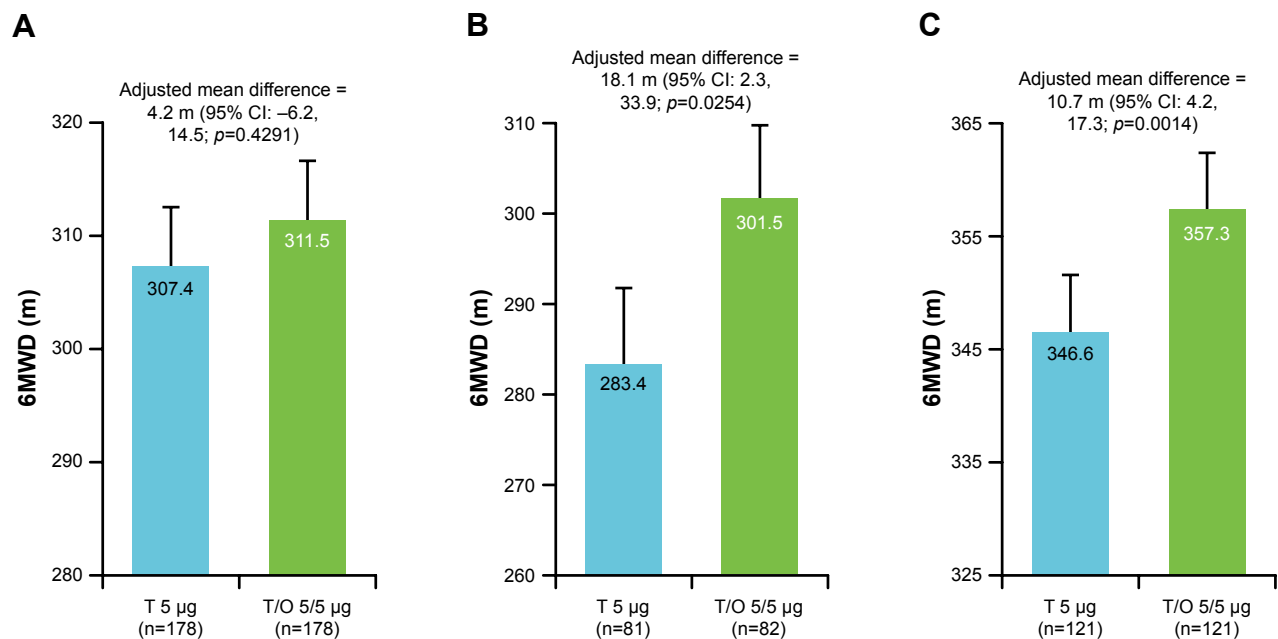 A
Adjusted mean difference =
4.2 m (95% CI: –6.2,
14.5; p=0.4291)
6MWD (m)
320
310
300
290
280
307.4
311.5
T 5 µg
(n=178)
T/O 5/5 µg
(n=178)
B
Adjusted mean difference =
18.1 m (95% CI: 2.3,
33.9; p=0.0254)
6MWD (m)
310
300
290
280
270
260
283.4
301.5
T 5 µg
(n=81)
T/O 5/5 µg
(n=82)
C
Adjusted mean difference =
10.7 m (95% CI: 4.2,
17.3; p=0.0014)
6MWD (m)
365
355
345
335
325
346.6
357.3
T 5 µg
(n=121)
T/O 5/5 µg
(n=121)